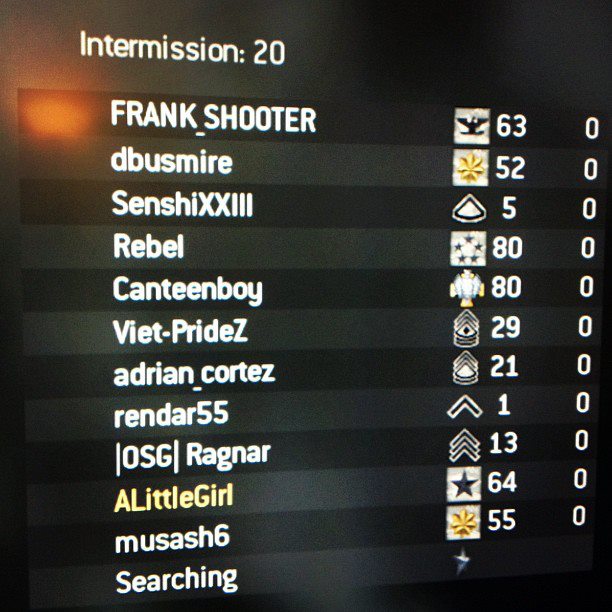 Intermission: 20
FRANK_SHOOTER 63 0
dbusmire 52 0
SenshiXXIII 5 0
Rebel 80 0
Canteenboy 80 0
Viet-PrideZ 29 0
adrian_cortez 21 0
rendar55 1 0
|OSG| Ragnar 13 0
ALittleGirl 64 0
musash6 55 0
Searching